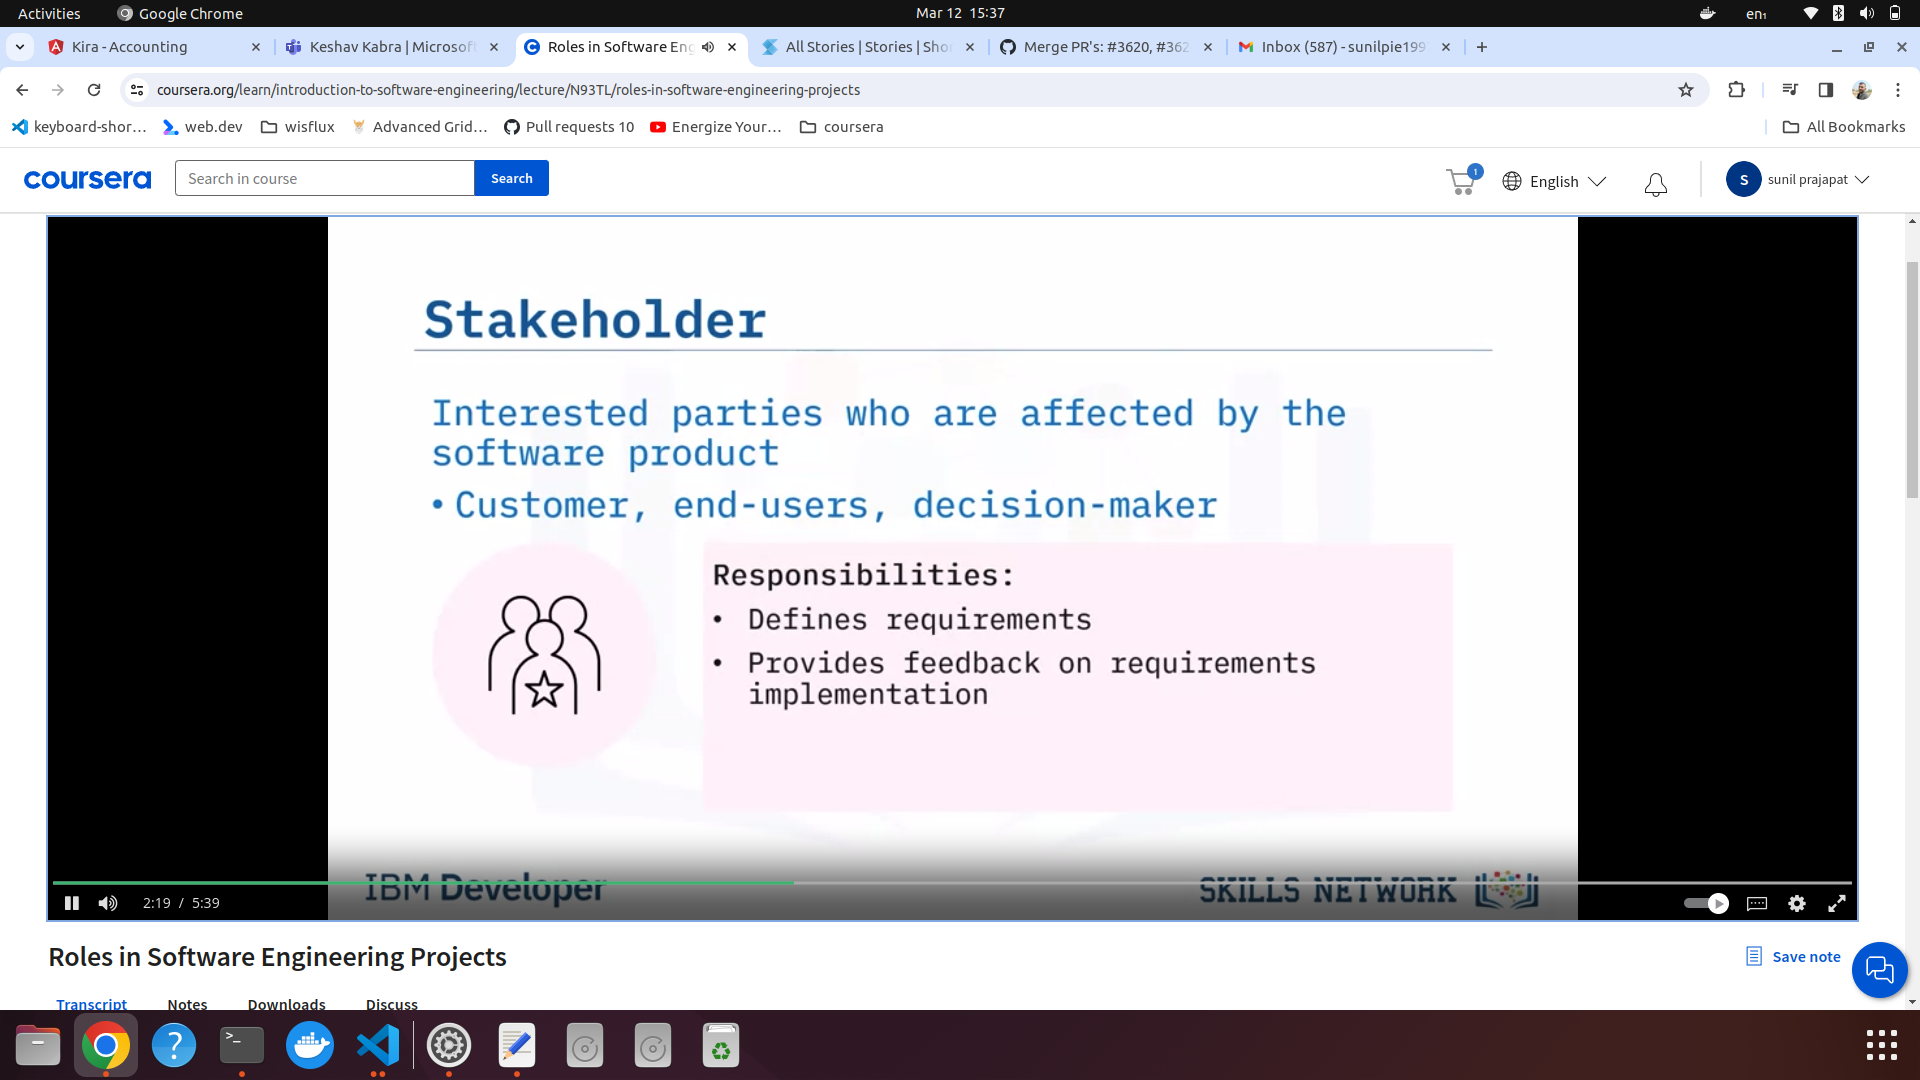 Activities
Google Chrome
Mar 12 15:37
en₁
Kira - Accounting
Keshav Kabra | Microsof
Roles in Software Eng
All Stories | Stories | Sho
Merge PR's: #3620, #362
Inbox (587) - sunilpie199
coursera.org/learn/introduction-to-software-engineering/lecture/N93TL/roles-in-software-engineering-projects
keyboard-shor...
web.dev
wisflux
Advanced Grid...
Pull requests 10
Energize Your...
coursera
All Bookmarks
coursera
Search in course
Search
1
English
S
sunil prajapat
Stakeholder
Interested parties who are affected by the
software product
• Customer, end-users, decision-maker
Responsibilities:
• Defines requirements
• Provides feedback on requirements
implementation
IBM Developer
SKILLS NETWORK
2:19 / 5:39
Roles in Software Engineering Projects
Save note
Transcript
Notes
Downloads
Discuss